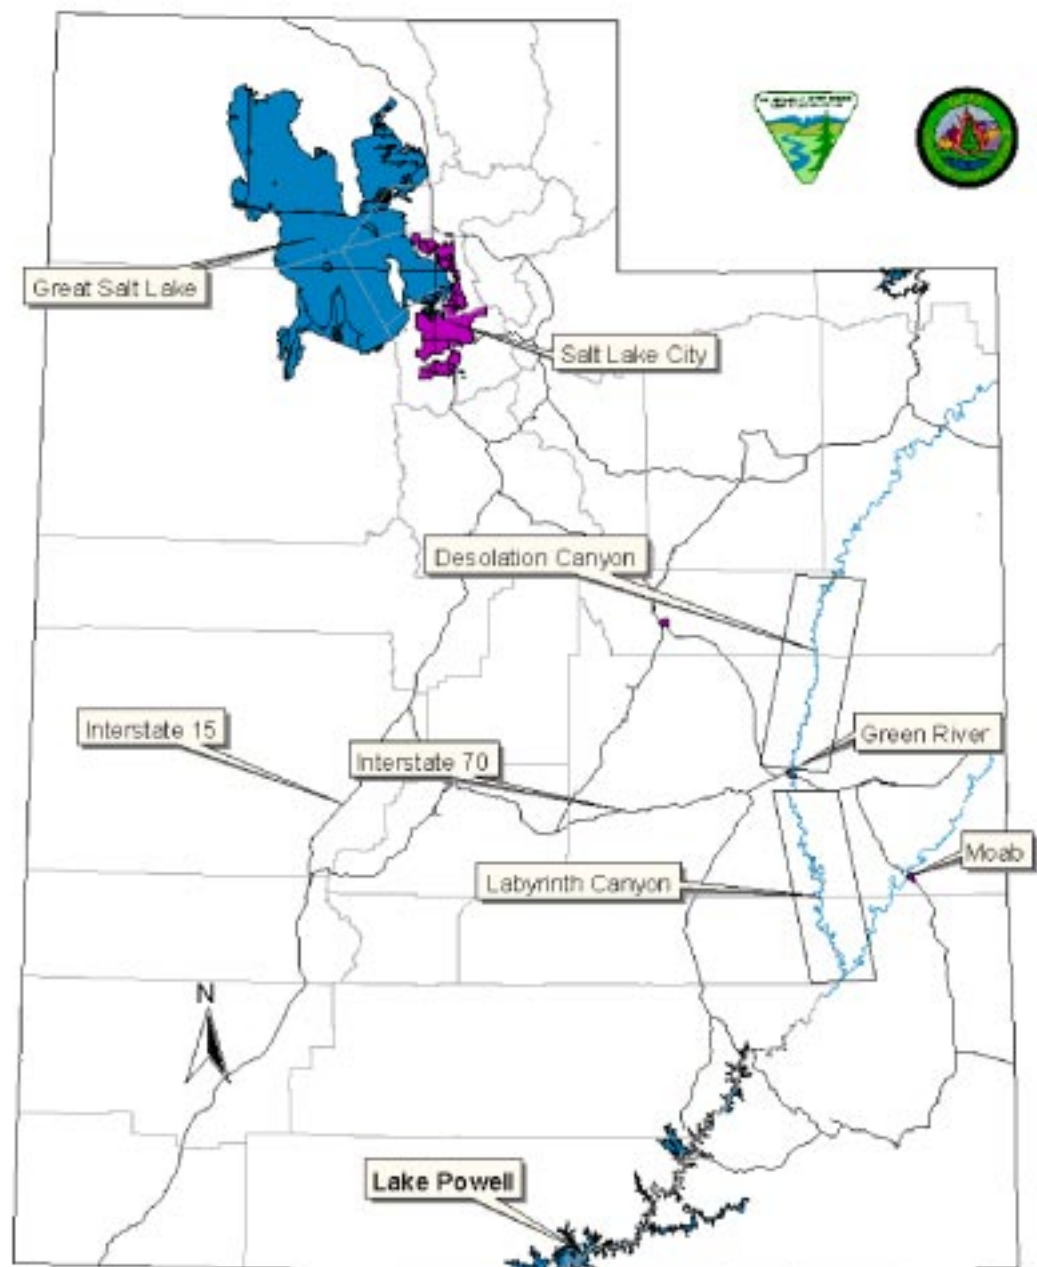 Great Salt Lake
Salt Lake City
Desolation Canyon
Interstate 15
Green River
Interstate 70
Moab
Labyrinth Canyon
N
Lake Powell